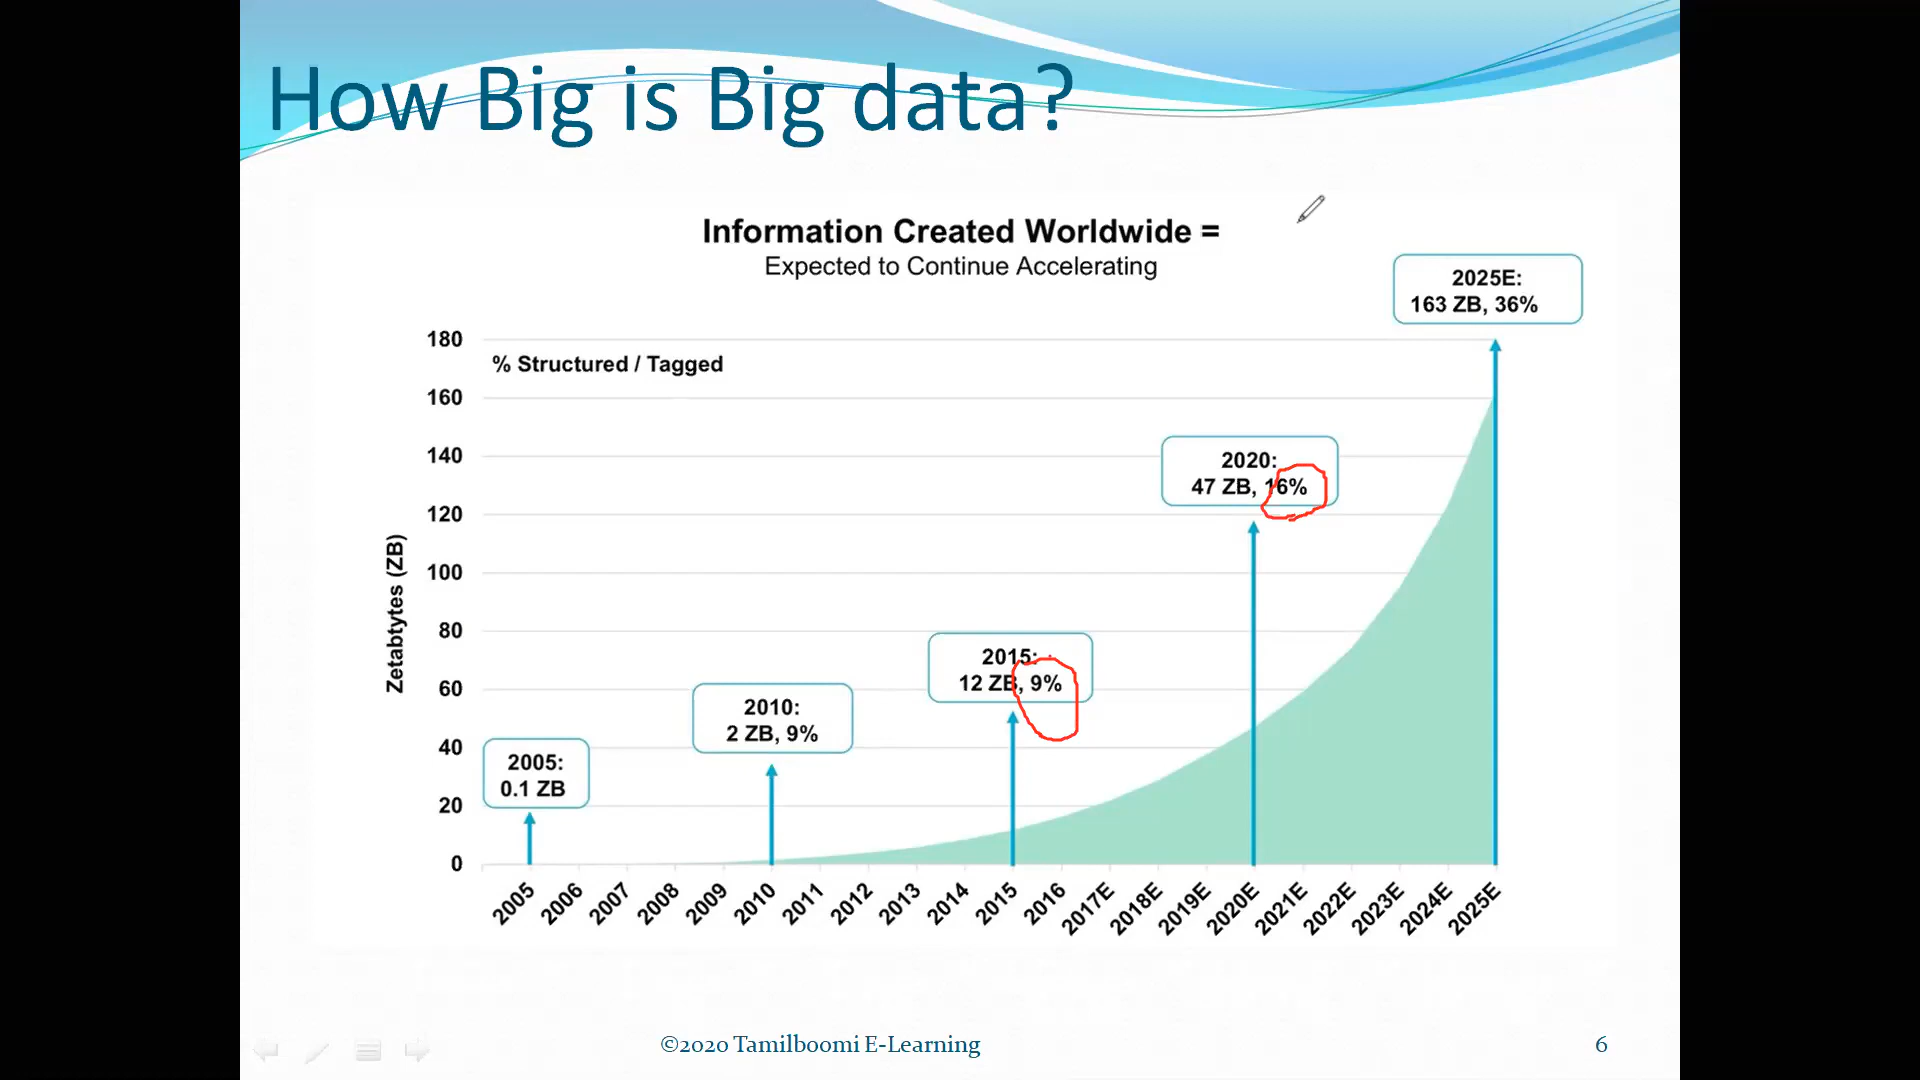 How Big is Big data?
Information Created Worldwide =
Expected to Continue Accelerating
2025E:
163 ZB, 36%
180
% Structured / Tagged
160
140
2020:
47 ZB, 16%
120
100
Zetabtytes (ZB)
80
2015:
12 ZB, 9%
60
2010:
2 ZB, 9%
40
2005:
0.1 ZB
20
0
2005 2006 2007 2008 2009 2010 2011 2012 2013 2014 2015 2016 2017E 2018E 2019E 2020E 2021E 2022E 2023E 2024E 2025E
©2020 Tamilboomi E-Learning
6